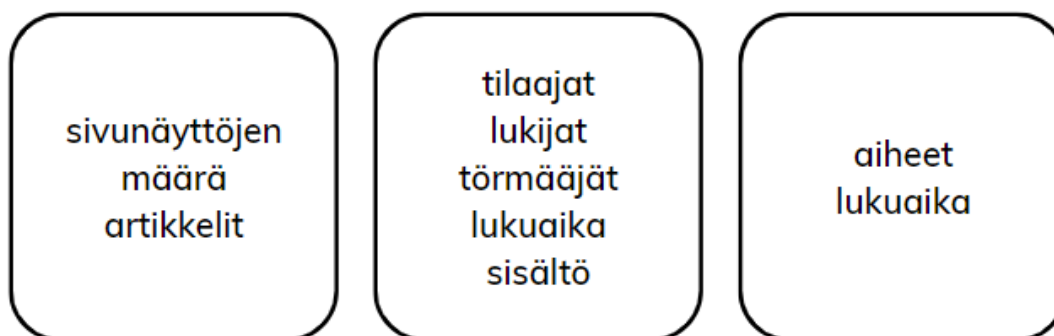 sivunäyttöjen
määrä
artikkelit
tilaajat
lukijat
törmääjät
lukuaika
sisältö
aiheet
lukuaika